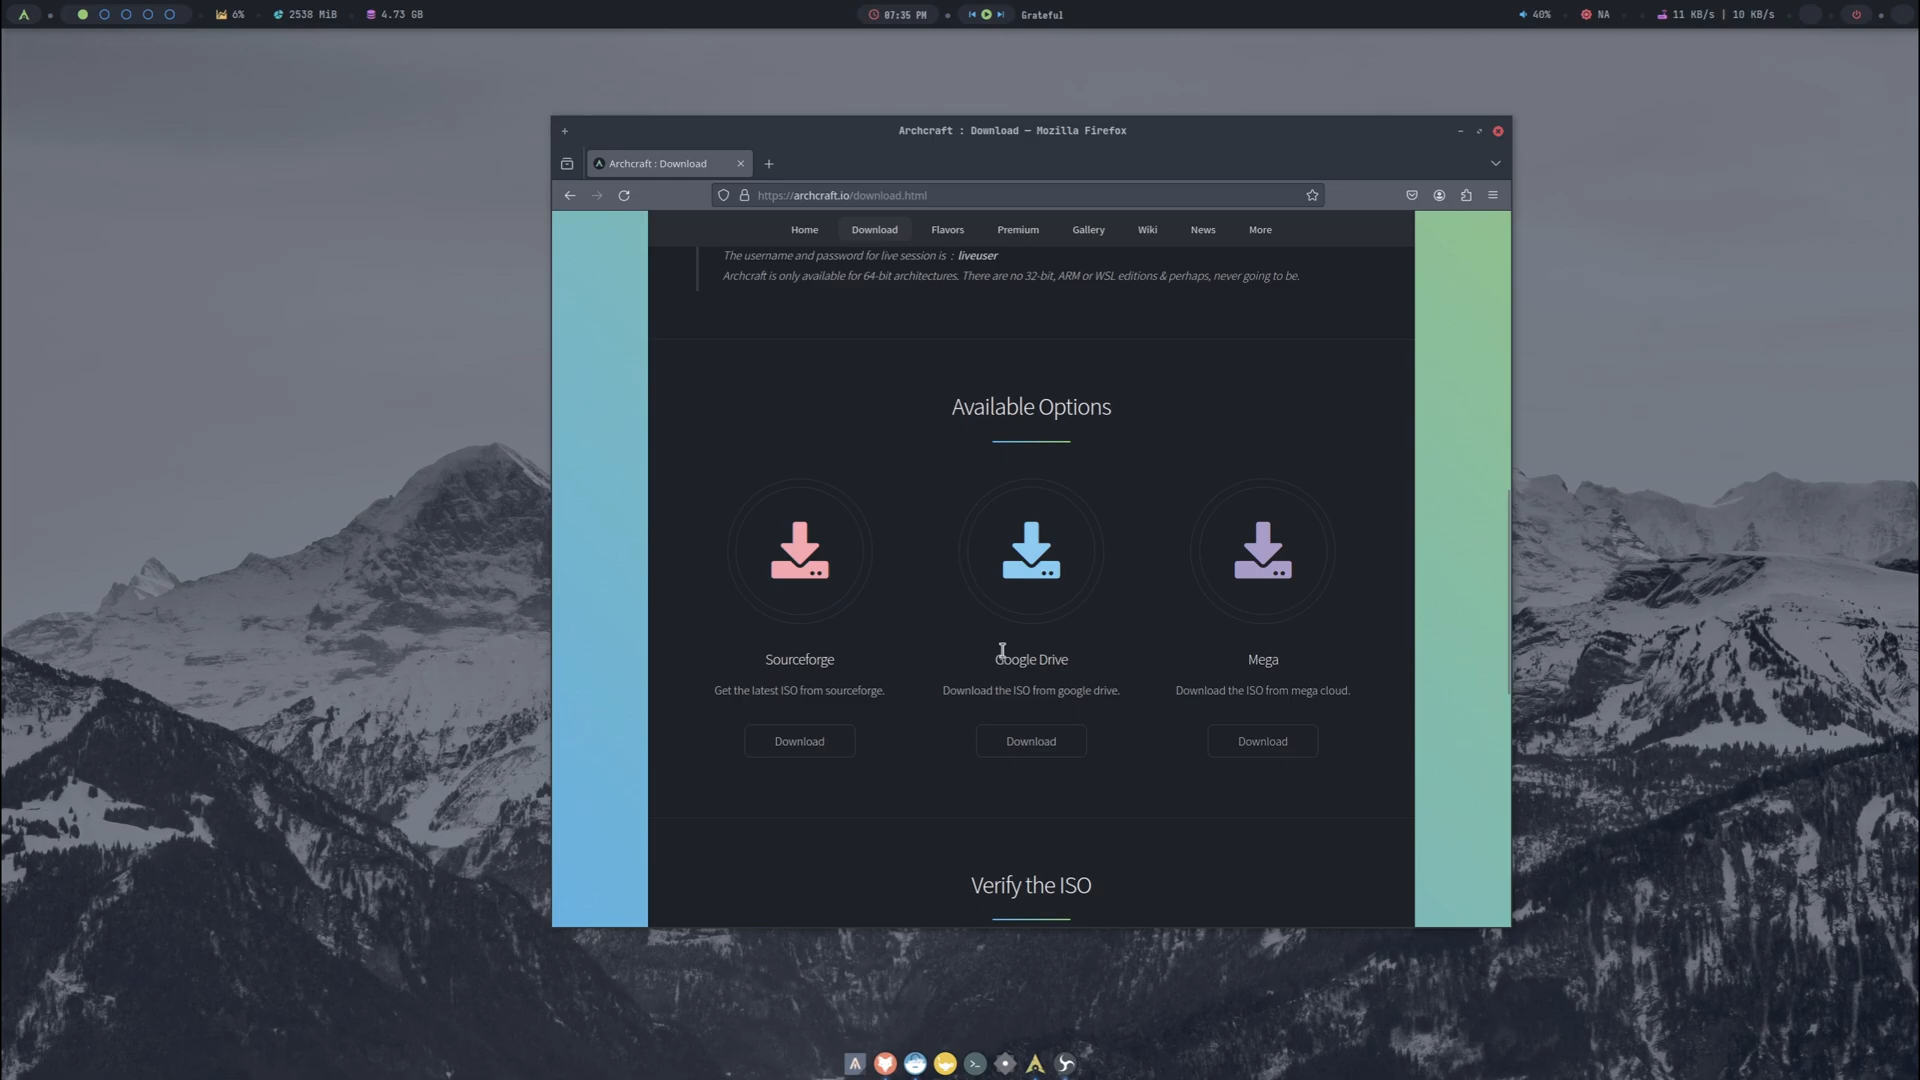 6%
2538 MiB
4.73 GB
07:35 PM
Grateful
40%
NA
11 KB/s | 10 KB/s
Archcraft : Download — Mozilla Firefox
Archcraft : Download
https://archcraft.io/download.html
Home
Download
Flavors
Premium
Gallery
Wiki
News
More
The username and password for live session is : liveuser
Archcraft is only available for 64-bit architectures. There are no 32-bit, ARM or WSL editions & perhaps, never going to be.
Available Options
Sourceforge
Google Drive
Mega
Get the latest ISO from sourceforge.
Download the ISO from google drive.
Download the ISO from mega cloud.
Download
Download
Download
Verify the ISO